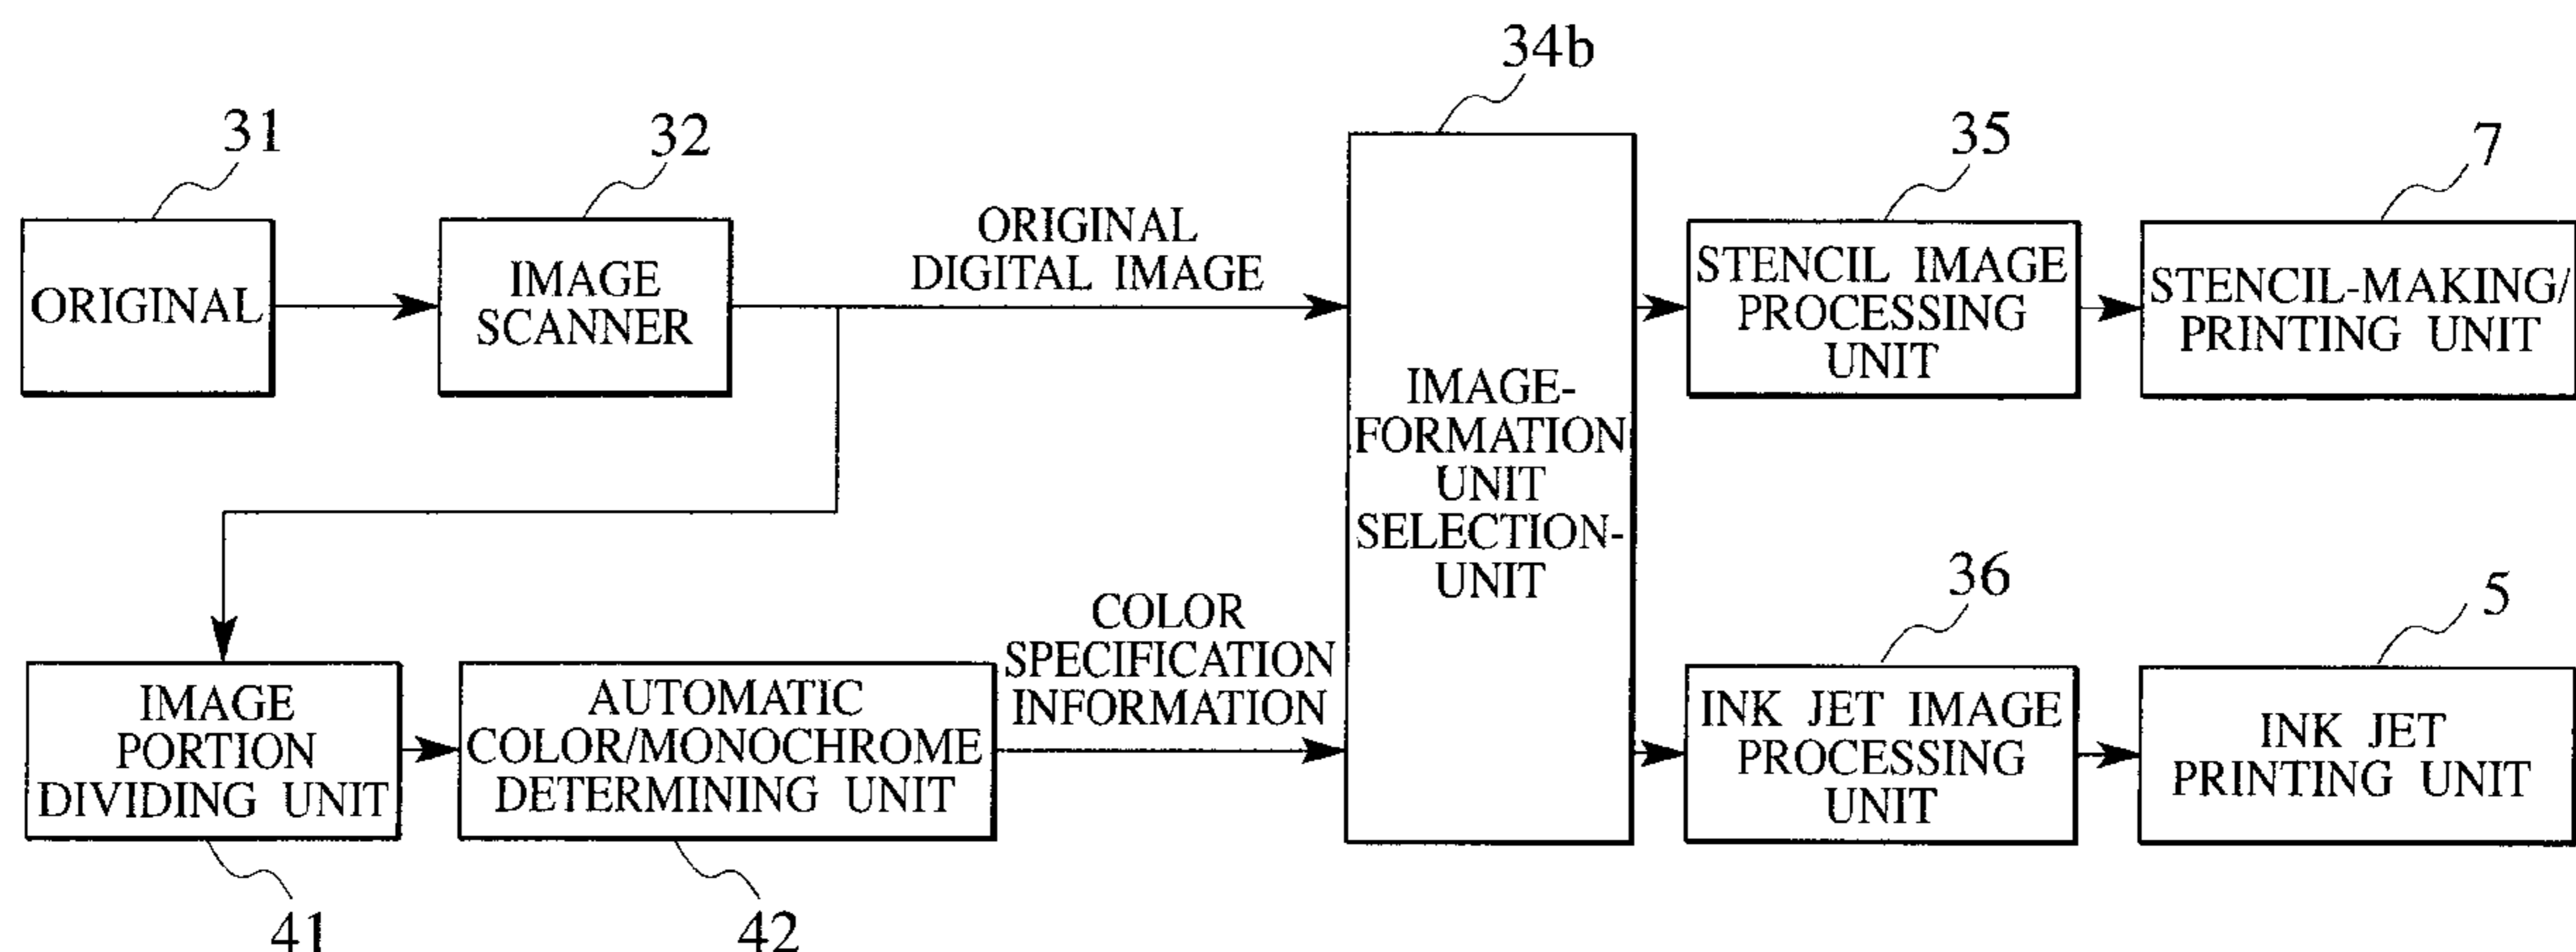 34b
31
32
35
7
ORIGINAL
IMAGE
SCANNER
ORIGINAL
DIGITAL IMAGE
IMAGE-
FORMATION
UNIT
SELECTION-
UNIT
STENCIL IMAGE
PROCESSING
UNIT
STENCIL-MAKING/
PRINTING UNIT
IMAGE
PORTION
DIVIDING UNIT
AUTOMATIC
COLOR/MONOCHROME
DETERMINING UNIT
COLOR
SPECIFICATION
INFORMATION
36
5
INK JET IMAGE
PROCESSING
UNIT
INK JET
PRINTING UNIT
41
42